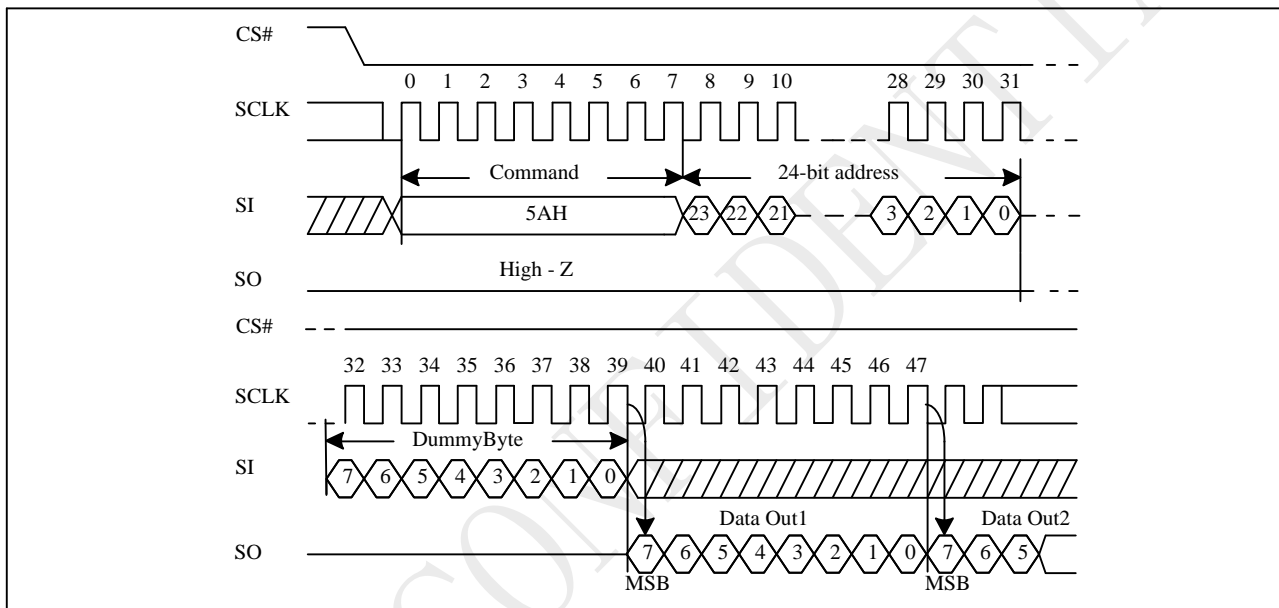 CS#
0 1 2 3 4 5 6 7 8 9 10 28 29 30 31
SCLK
Command 24-bit address
SI 5AH 23 22 21 3 2 1 0
High - Z
SO
CS#
32 33 34 35 36 37 38 39 40 41 42 43 44 45 46 47
SCLK
DummyByte
SI 7 6 5 4 3 2 1 0
Data Out1 Data Out2
SO 7 6 5 4 3 2 1 0 7 6 5
MSB MSB
CONFIDENTIA